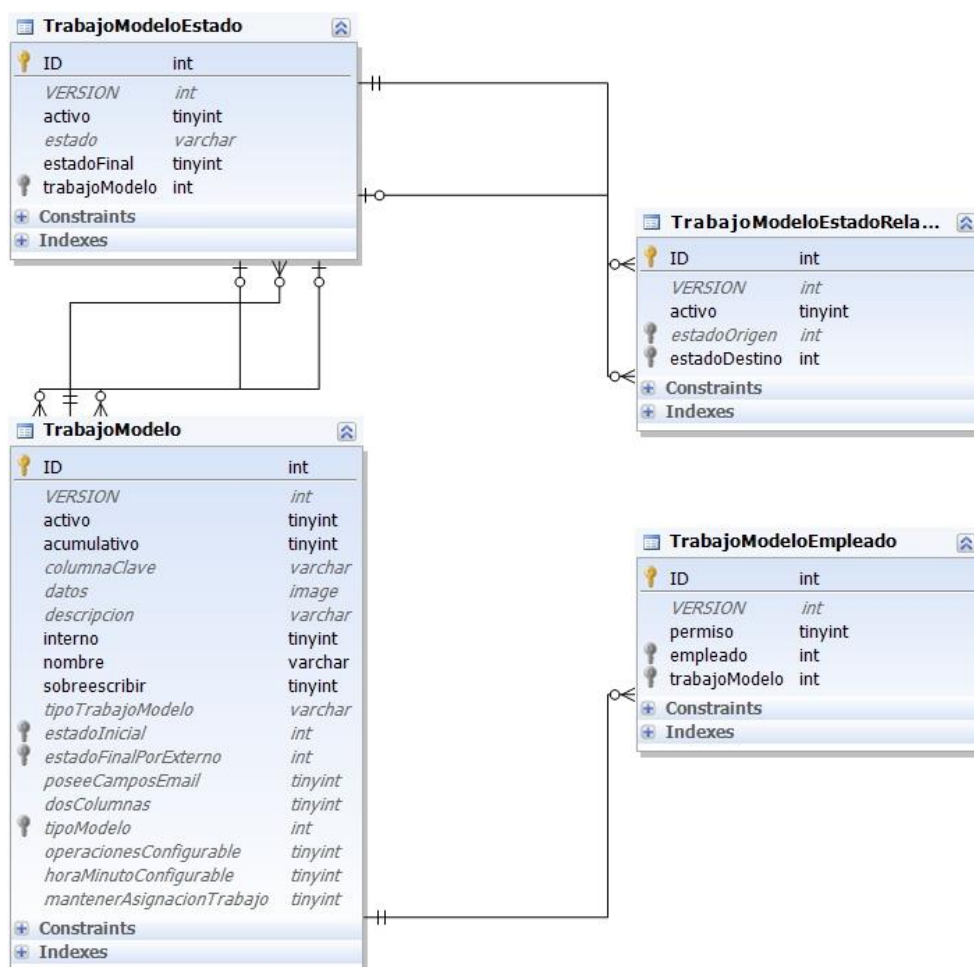 TrabajoModeloEstado
ID int
VERSION int
activo tinyint
estado varchar
estadoFinal tinyint
trabajoModelo int
Constraints
Indexes
TrabajoModeloEstadoRela...
ID int
VERSION int
activo tinyint
estadoOrigen int
estadoDestino int
Constraints
Indexes
TrabajoModelo
ID int
VERSION int
activo tinyint
acumulativo tinyint
columnaClave varchar
datos image
descripcion varchar
interno tinyint
nombre varchar
sobreescribir tinyint
tipoTrabajoModelo varchar
estadoInicial int
estadoFinalPorExterno int
poseeCamposEmail tinyint
dosColumnas tinyint
tipoModelo int
operacionesConfigurable tinyint
horaMinutoConfigurable tinyint
mantenerAsignacionTrabajo tinyint
Constraints
Indexes
TrabajoModeloEmpleado
ID int
VERSION int
permiso tinyint
empleado int
trabajoModelo int
Constraints
Indexes